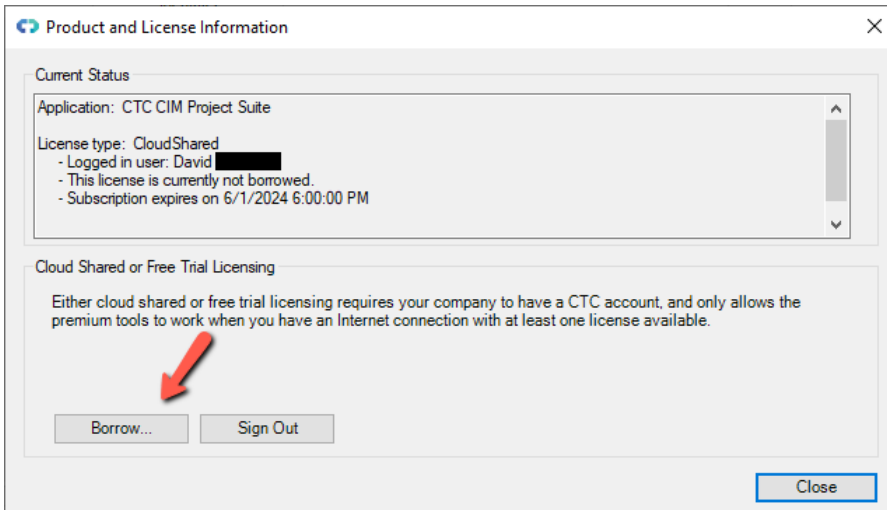 Product and License Information
Current Status
Application: CTC CIM Project Suite
License type: CloudShared
- Logged in user: David
- This license is currently not borrowed.
- Subscription expires on 6/1/2024 6:00:00 PM
Cloud Shared or Free Trial Licensing
Either cloud shared or free trial licensing requires your company to have a CTC account, and only allows the
premium tools to work when you have an Internet connection with at least one license available.
Borrow... Sign Out
Close